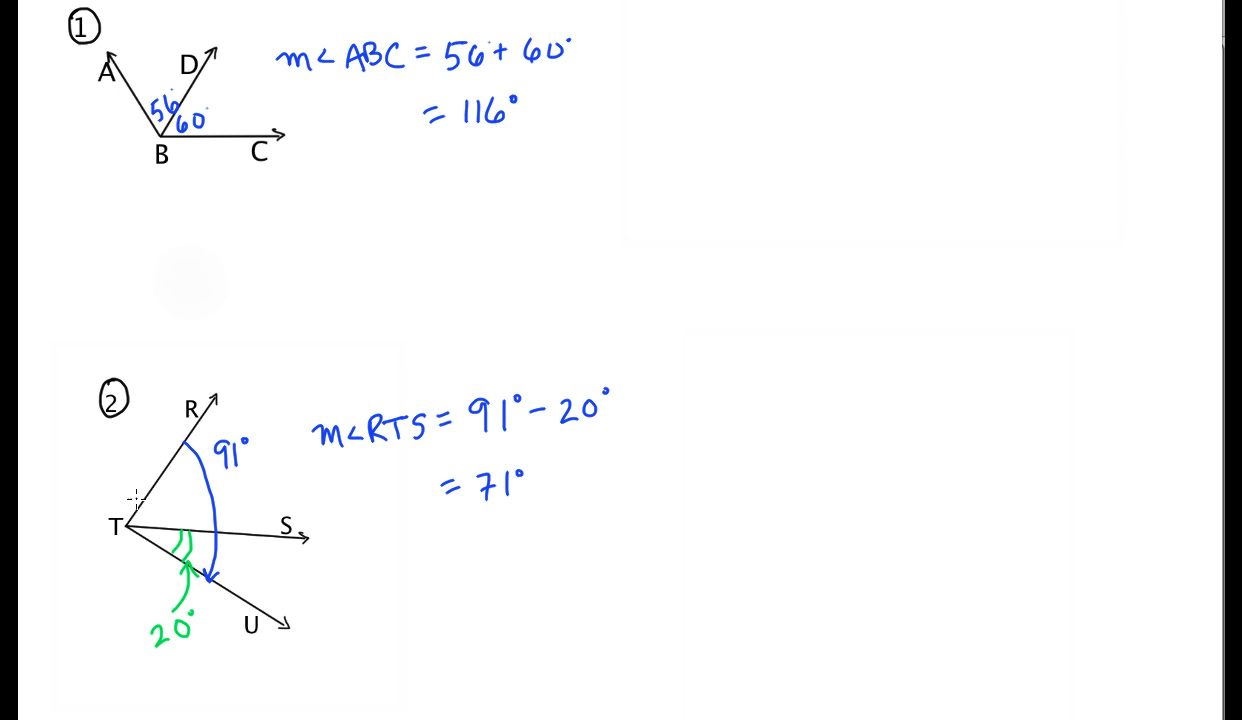 1
A
D
56°
60°
B
C
m∠ABC = 56° + 60°
= 116°
2
R
91°
T
S
20°
U
m∠RTS = 91° - 20°
= 71°